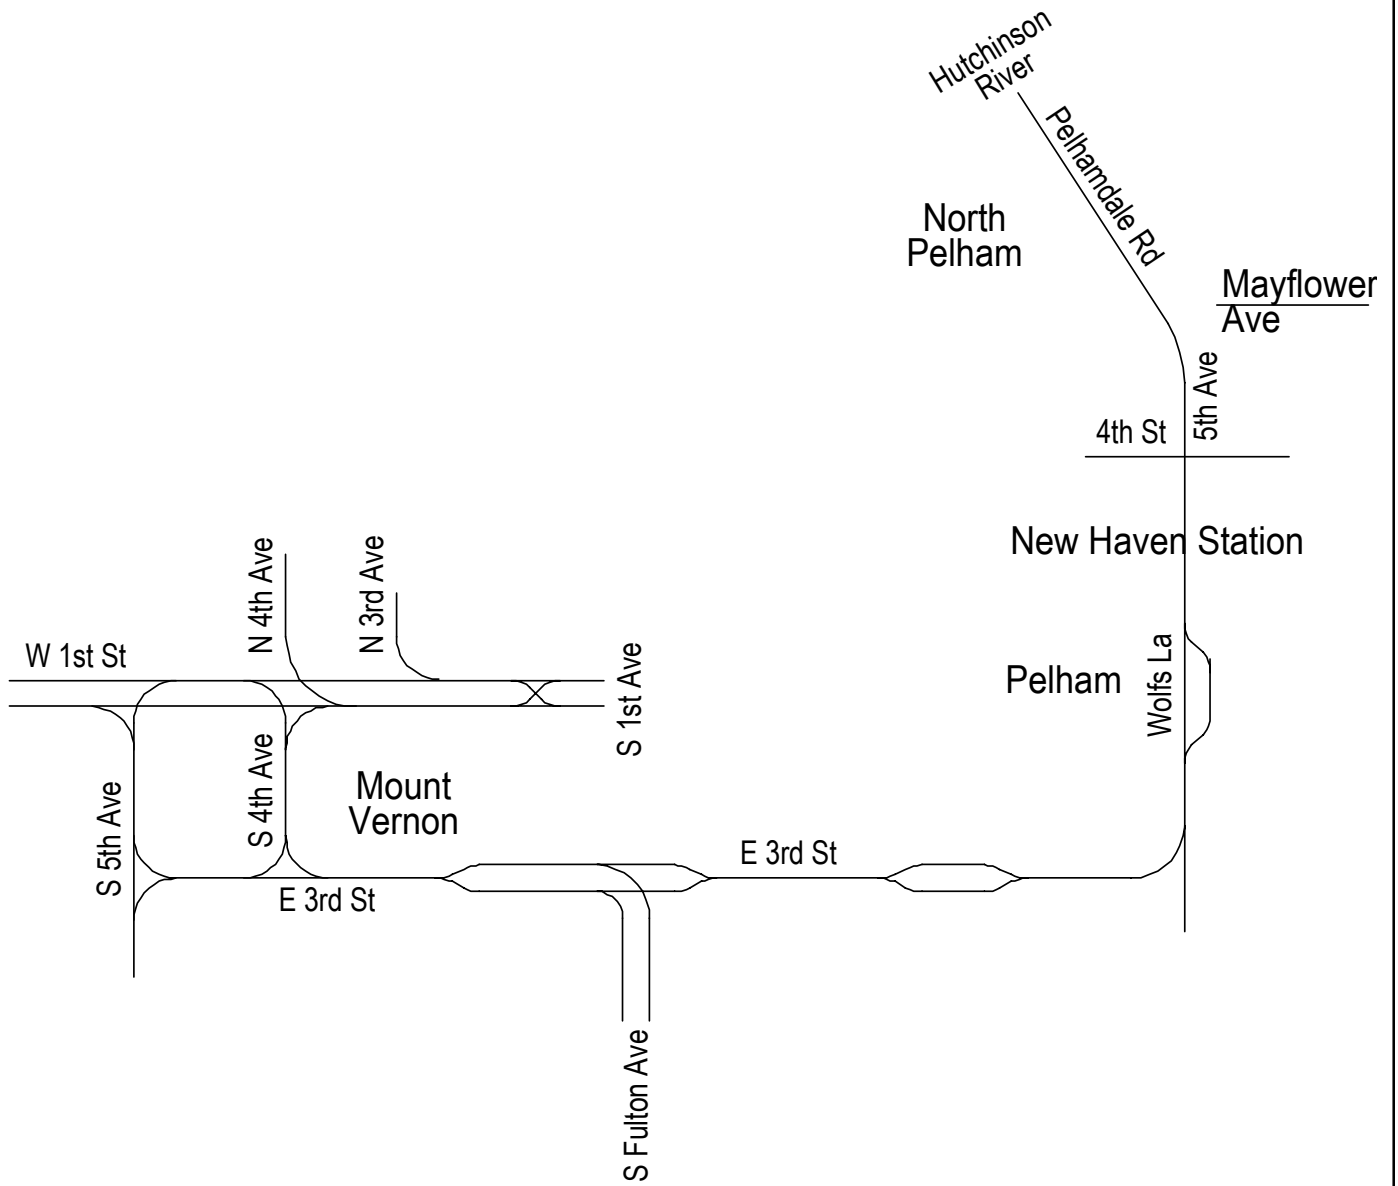 Hutchinson
River
Pelhamdale Rd
North
Pelham
Mayflower
Ave
5th Ave
4th St
New Haven Station
N 4th Ave
N 3rd Ave
W 1st St
S 1st Ave
Pelham
Wolfs La
S 4th Ave
Mount
Vernon
S 5th Ave
E 3rd St
E 3rd St
S Fulton Ave